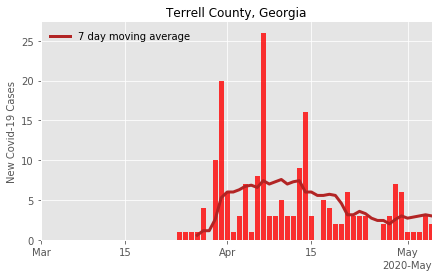 Terrell County, Georgia
7 day moving average
New Covid-19 Cases
25
20
15
10
5
0
Mar
15
Apr
15
May
2020-May